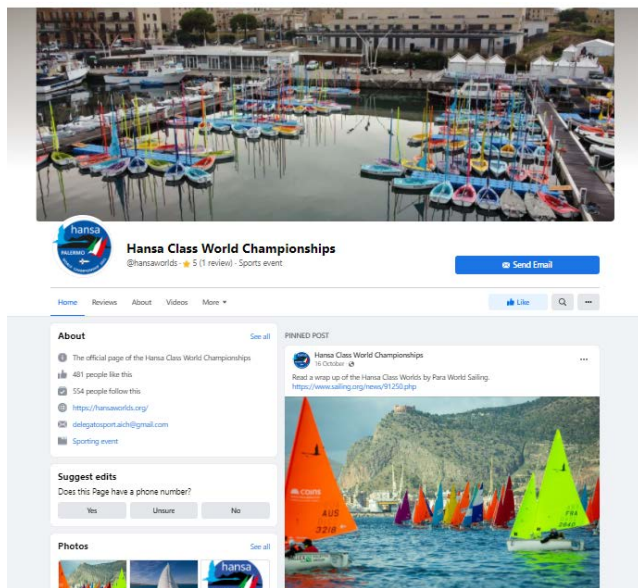 hansa
PALERMO
Hansa Class World Championships
@hansaworlds · 5 (1 review) · Sports event
Send Email
Home Reviews About Videos More
Like
About See all
The official page of the Hansa Class World Championships
481 people like this
554 people follow this
https://hansaworlds.org/
delegatosport.aich@gmail.com
Sporting event
Suggest edits
Does this Page have a phone number?
Yes Unsure No
Photos See all
hansa
PINNED POST
Hansa Class World Championships
16 October ·
Read a wrap up of the Hansa Class Worlds by Para World Sailing.
https://www.sailing.org/news/91250.php
cairns
AUS
3218
FRA
2640